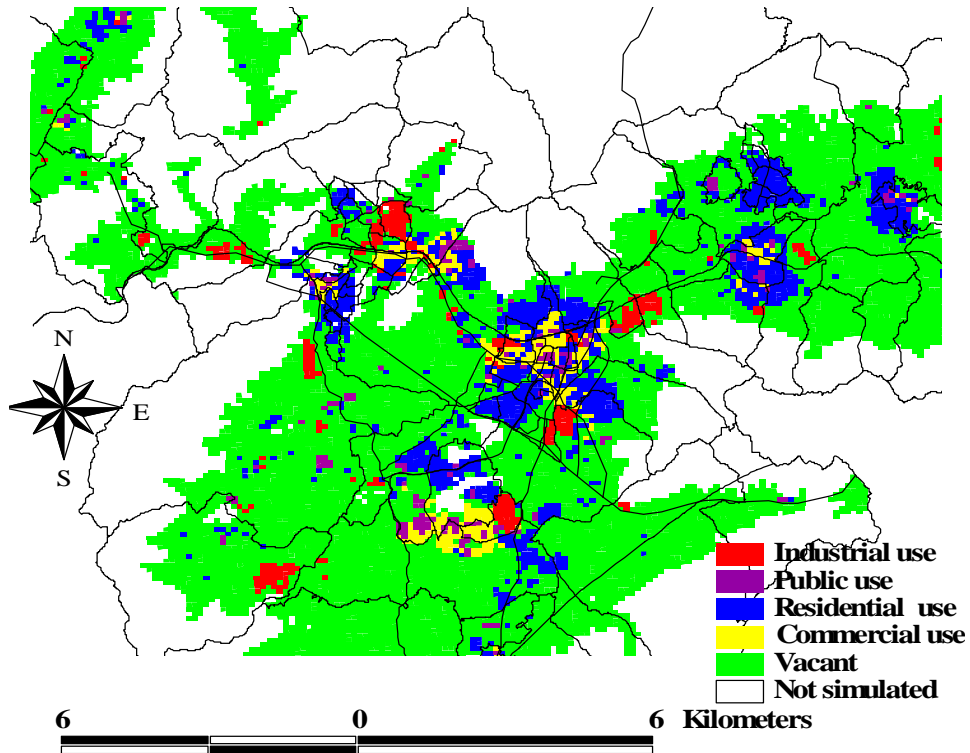 N
E
S
Industrial use
Public use
Residential use
Commercial use
Vacant
Not simulated
6 0 6 Kilometers